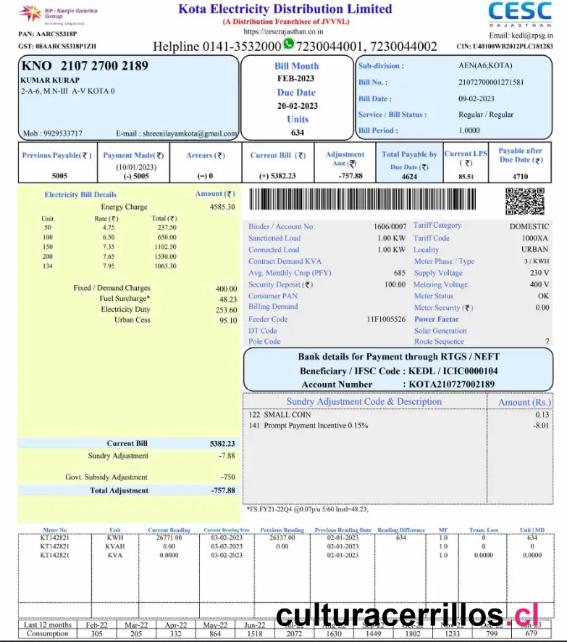 RP - Sanjiv Goenka
Group
Growing Legacies
PAN: AARCS5318P
GST: 08AARCS5318P1ZH
Kota Electricity Distribution Limited
(A Distribution Franchisee of JVVNL)
https://cescrajasthan.co.in
Helpline 0141-3532000 7230044001, 7230044002
CESC
RAJASTHAN
Email: kedl@rpsg.in
CIN: U40100WB2012PLC181283
KNO 2107 2700 2189
KUMAR KURAP
2-A-6, M.N-III A-V KOTA 0
Mob : 9929533717 E-mail : shreenilayamkota@gmail.com
Bill Month
FEB-2023
Due Date
20-02-2023
Units
634
Sub-division : AEN(A6,KOTA)
Bill No. : 21072700001271581
Bill Date : 09-02-2023
Service / Bill Status : Regular / Regular
Bill Period : 1.0000
Previous Payable(₹) Payment Made(₹) Arrears (₹) Current Bill (₹) Adjustment Amt (₹) Total Payable by Due Date (₹) Current LPS (₹) Payable after Due Date (₹)
(10/01/2023)
5005 (-) 5005 (-) 0 (+) 5382.23 -757.88 4624 85.51 4710
Electricity Bill Details Amount (₹)
Energy Charge 4585.30
Unit Rate (₹) Total (₹)
50 4.75 237.50
100 6.50 650.00
150 7.35 1102.50
200 7.65 1530.00
134 7.95 1065.30
Fixed / Demand Charges 400.00
Fuel Surcharge* 48.23
Electricity Duty 253.60
Urban Cess 95.10
Current Bill 5382.23
Sundry Adjustment -7.88
Govt. Subsidy Adjustment -750
Total Adjustment -757.88
Binder / Account No: 1606/0007 Tariff Category DOMESTIC
Sanctioned Load 1.00 KW Tariff Code 1000XA
Connected Load 1.00 KW Locality URBAN
Contract Demand KVA Meter Phase / Type 3 / KWH
Avg. Monthly Cnsp (PFY) 685 Supply Voltage 230 V
Security Deposit (₹) 100.00 Metering Voltage 400 V
Consumer PAN Meter Status OK
Billing Demand Meter Security (₹) 0.00
Feeder Code 11F1005526 Power Factor
DT Code Solar Generation
Pole Code Route Sequence 7
Bank details for Payment through RTGS / NEFT
Beneficiary / IFSC Code : KEDL / ICIC0000104
Account Number : KOTA210727002189
Sundry Adjustment Code & Description Amount (Rs.)
122 SMALL COIN 0.13
141 Prompt Payment Incentive 0.15% -8.01
Meter No Unit Current Reading Current Reading Date Previous Reading Previous Reading Date Reading Difference MF Trans. Loss Unit / MD
KT142821 KWH 26771.00 03-02-2023 26137.00 02-01-2023 634 1.0 0 634
KT142821 KVAH 0.00 03-02-2023 0.00 02-01-2023 1.0 0 0
KT142821 KVA 0.0000 03-02-2023 02-01-2023 1.0 0.0000 0.0000
culturacerrillos.cl
Last 12 months Feb-22 Mar-22 Apr-22 May-22 Jun-22
Consumption 305 205 332 864 1518 2072 1630 1449 1802 1233 799 679